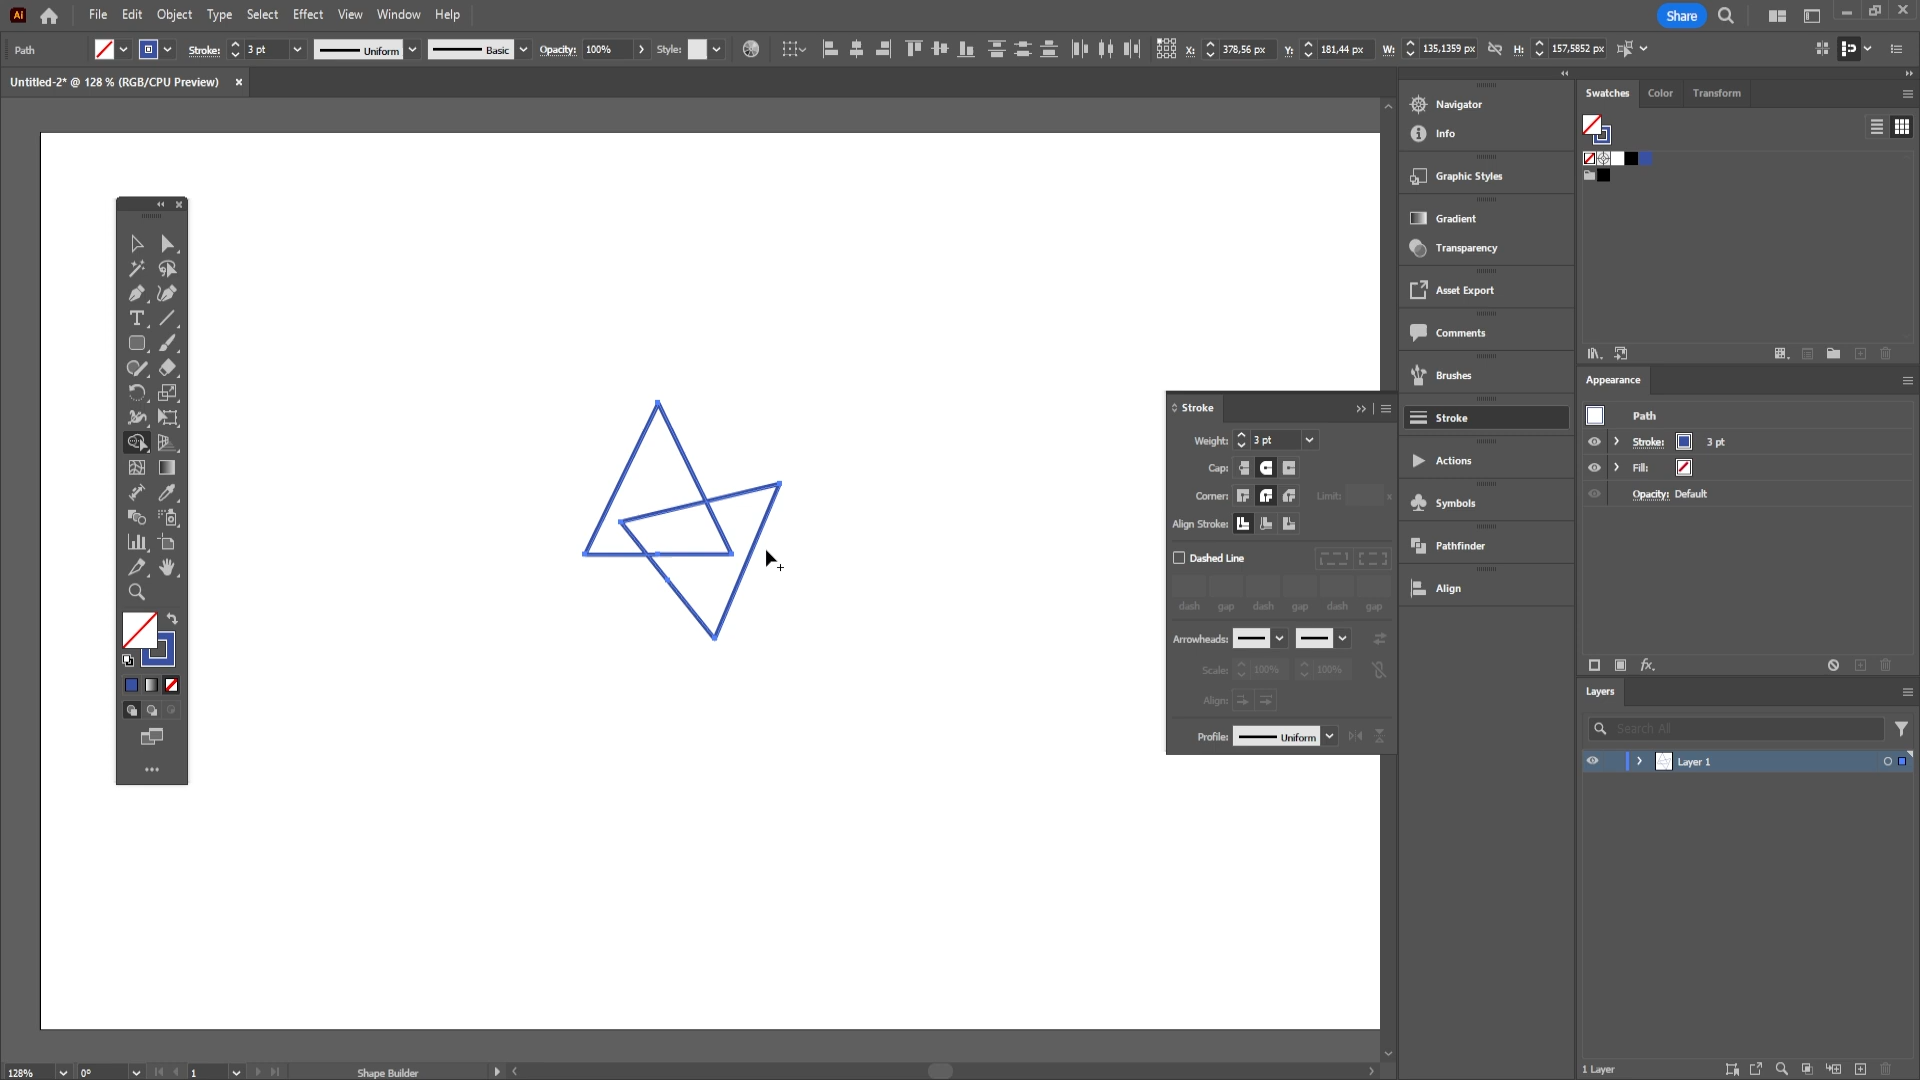 Ai File Edit Object Type Select Effect View Window Help Share
Path Stroke: 3 pt Uniform Basic Opacity: 100% Style: X: 378,56 px Y: 181,44 px W: 135,1359 px H: 157,5852 px
Untitled-2* @ 128 % (RGB/CPU Preview)
Navigator
Info
Graphic Styles
Gradient
Transparency
Asset Export
Comments
Brushes
Stroke
Actions
Symbols
Pathfinder
Align
Stroke
Weight: 3 pt
Cap:
Corner: Limit: x
Align Stroke:
Dashed Line
dash gap dash gap dash gap
Arrowheads:
Scale: 100% 100%
Align:
Profile: Uniform
Swatches Color Transform
Appearance
Path
Stroke: 3 pt
Fill:
Opacity: Default
fx.
Layers
Search All
Layer 1
1 Layer
128% 0° 1 Shape Builder